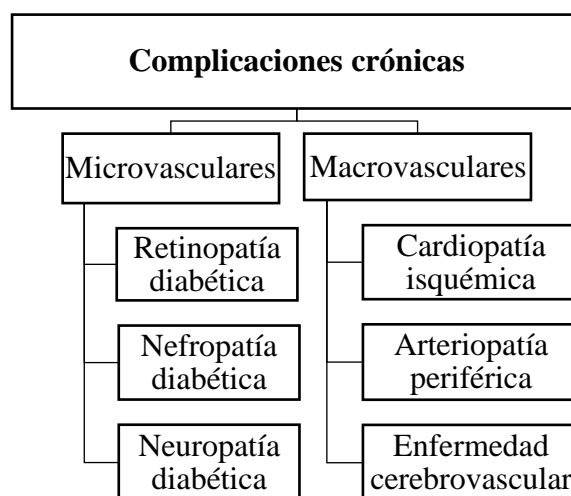 Complicaciones crónicas
Microvasculares
Retinopatía
diabética
Nefropatía
diabética
Neuropatía
diabética
Macrovasculares
Cardiopatía
isquémica
Arteriopatía
periférica
Enfermedad
cerebrovascular